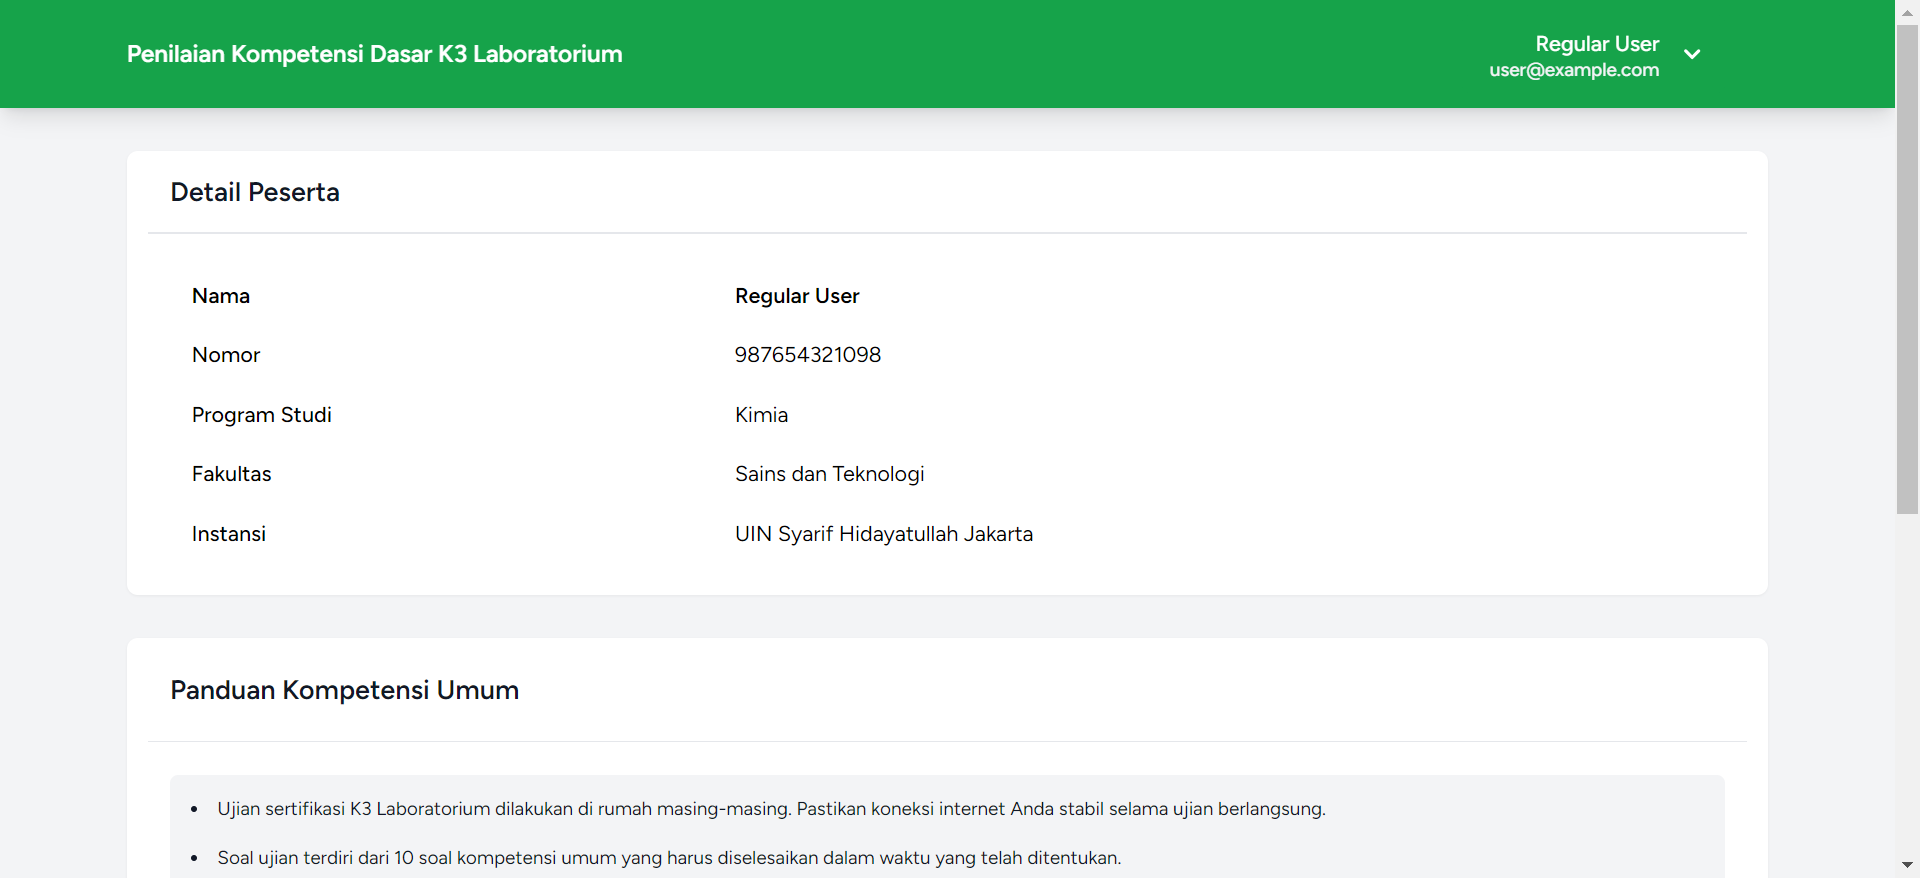 Penilaian Kompetensi Dasar K3 Laboratorium
Regular User
user@example.com
Detail Peserta
Nama Regular User
Nomor 987654321098
Program Studi Kimia
Fakultas Sains dan Teknologi
Instansi UIN Syarif Hidayatullah Jakarta
Panduan Kompetensi Umum
• Ujian sertifikasi K3 Laboratorium dilakukan di rumah masing-masing. Pastikan koneksi internet Anda stabil selama ujian berlangsung.
• Soal ujian terdiri dari 10 soal kompetensi umum yang harus diselesaikan dalam waktu yang telah ditentukan.